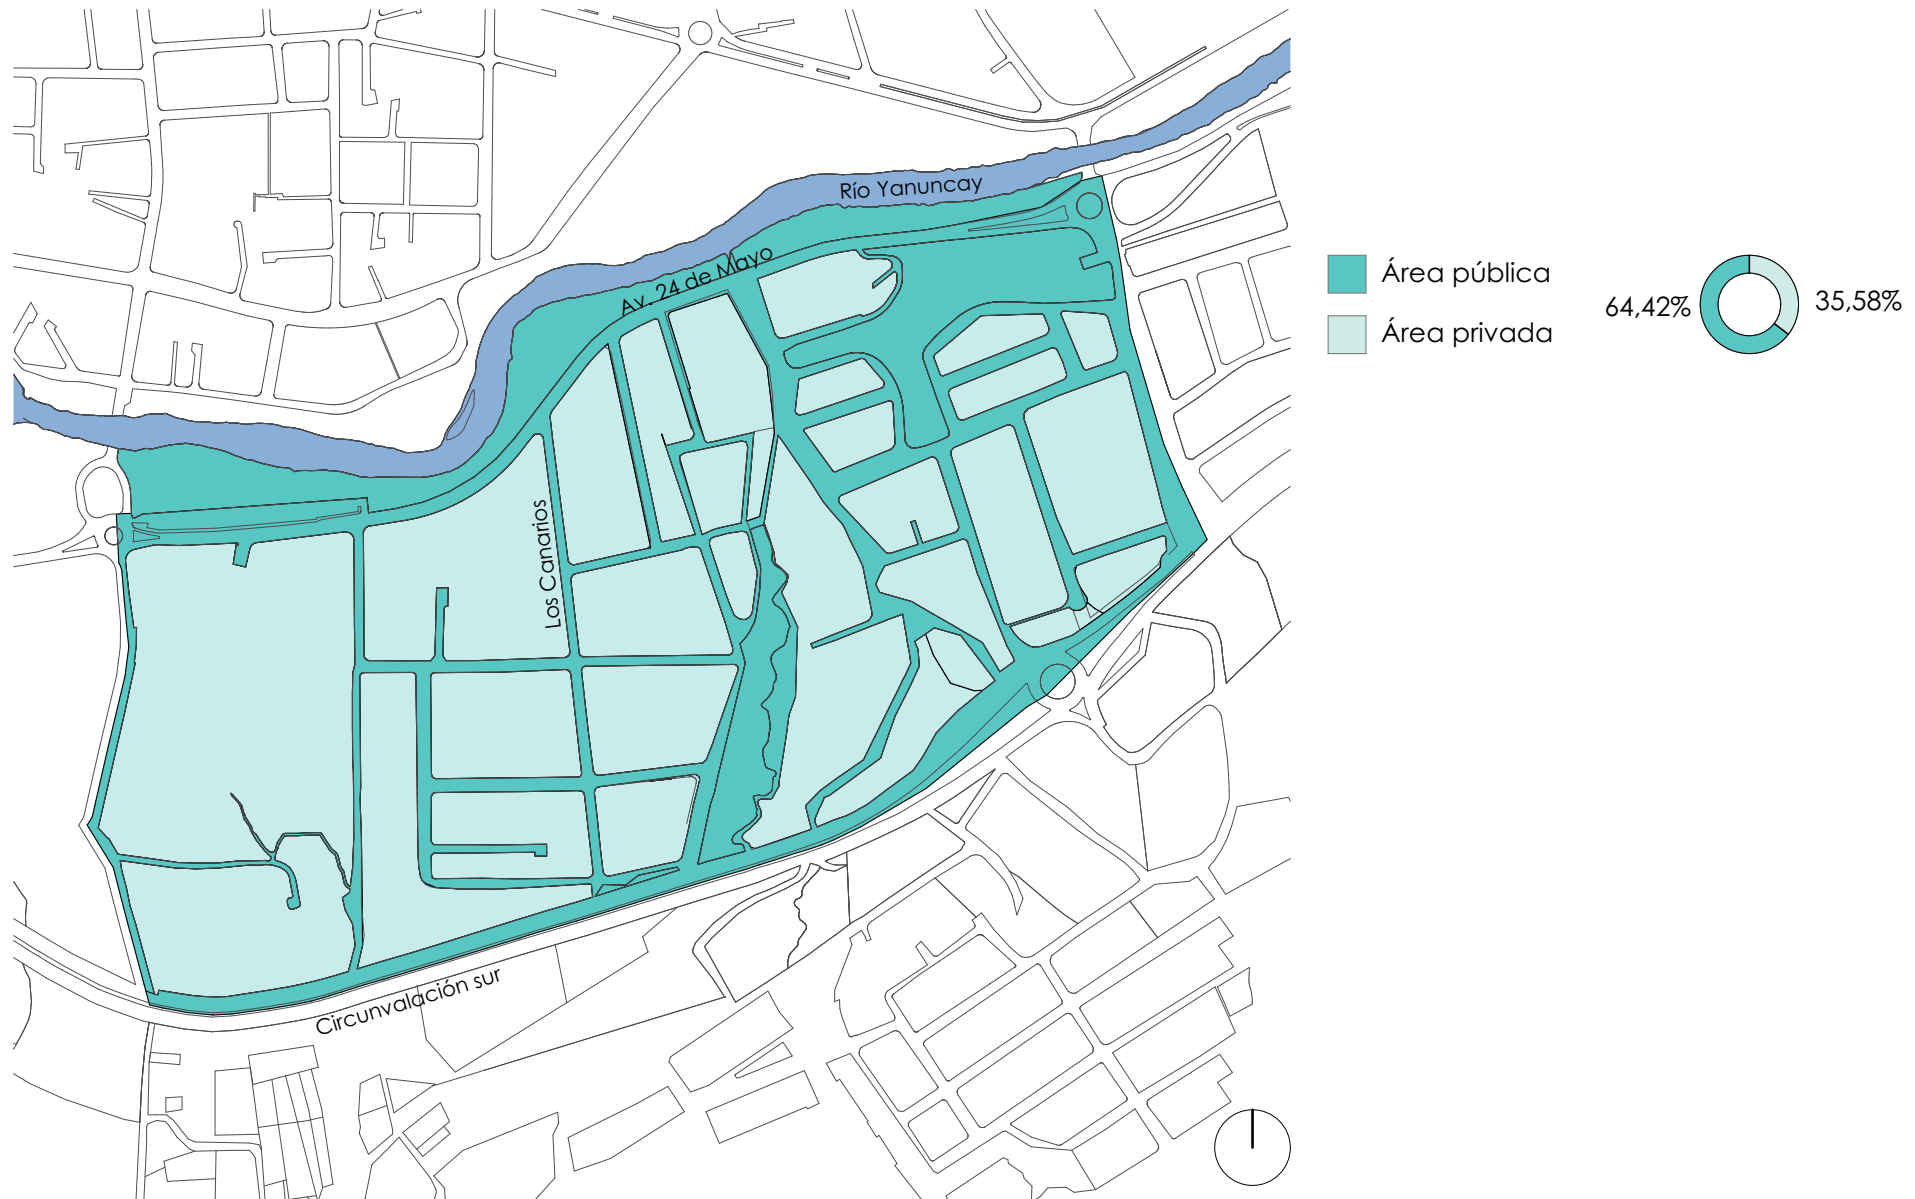 Río Yanuncay
Av. 24 de Mayo
Los Canarios
Circunvalación sur
Área pública
Área privada
64,42%
35,58%